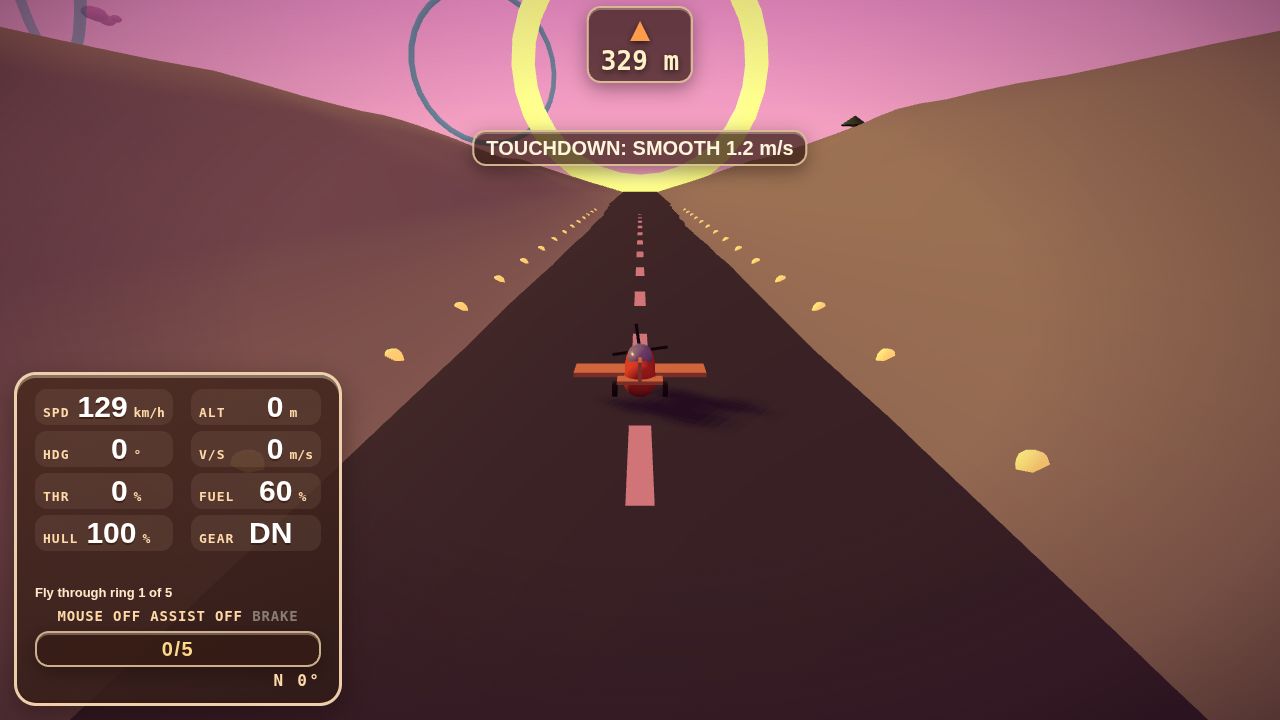 329 m
TOUCHDOWN: SMOOTH 1.2 m/s
SPD 129 km/h ALT 0 m
HDG 0 ° V/S 0 m/s
THR 0 % FUEL 60 %
HULL 100 % GEAR DN
Fly through ring 1 of 5
MOUSE OFF ASSIST OFF BRAKE
0/5
N 0°